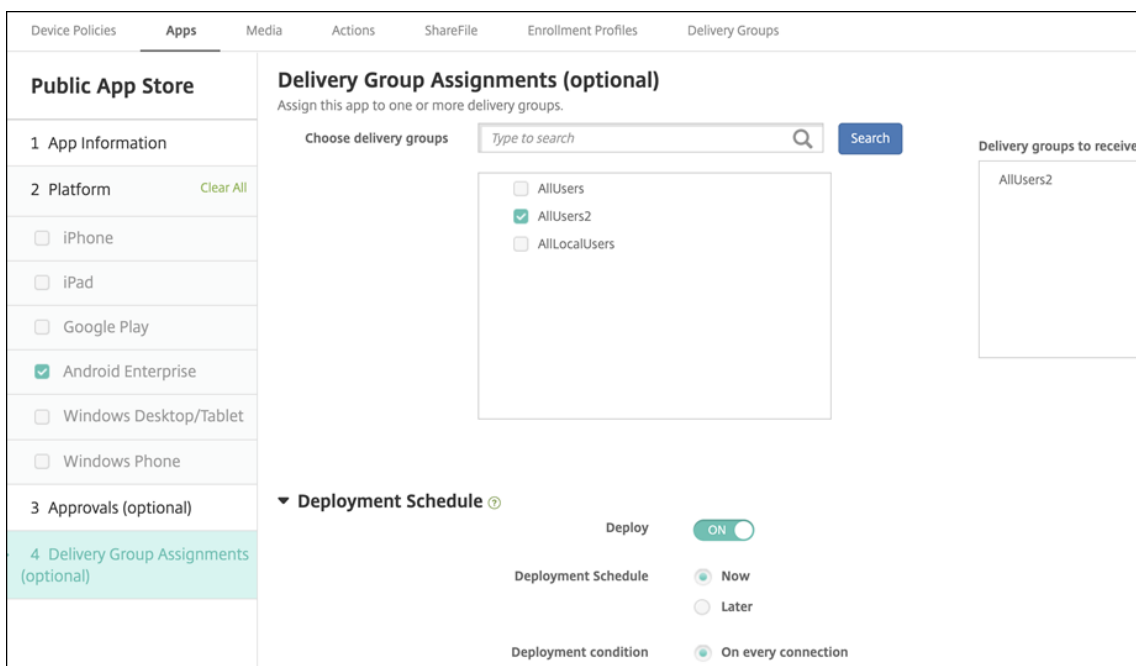 Device Policies Apps Media Actions ShareFile Enrollment Profiles Delivery Groups
Public App Store
1 App Information
2 Platform Clear All
iPhone
iPad
Google Play
Android Enterprise
Windows Desktop/Tablet
Windows Phone
3 Approvals (optional)
4 Delivery Group Assignments
(optional)
Delivery Group Assignments (optional)
Assign this app to one or more delivery groups.
Choose delivery groups Type to search Search
AllUsers
AllUsers2
AllLocalUsers
Delivery groups to receive
AllUsers2
Deployment Schedule ?
Deploy ON
Deployment Schedule Now
Later
Deployment condition On every connection